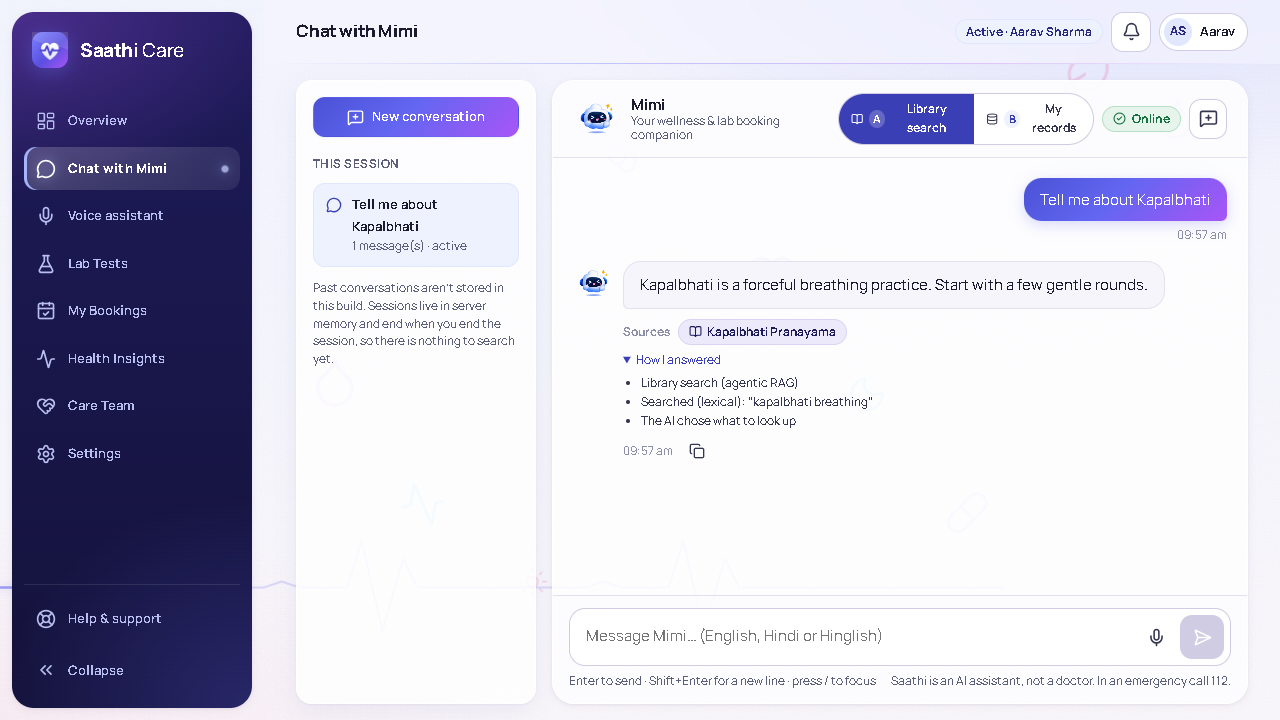 Saathi Care
Overview
Chat with Mimi
Voice assistant
Lab Tests
My Bookings
Health Insights
Care Team
Settings
Help & support
Collapse
Chat with Mimi
Active · Aarav Sharma
AS
Aarav
New conversation
THIS SESSION
Tell me about
Kapalbhati
1 message(s) · active
Past conversations aren't stored in
this build. Sessions live in server
memory and end when you end the
session, so there is nothing to search
yet.
Mimi
Your wellness & lab booking
companion
A
Library
search
B
My
records
Online
Tell me about Kapalbhati
09:57 am
Kapalbhati is a forceful breathing practice. Start with a few gentle rounds.
Sources
Kapalbhati Pranayama
How I answered
Library search (agentic RAG)
Searched (lexical): "kapalbhati breathing"
The AI chose what to look up
09:57 am
Message Mimi... (English, Hindi or Hinglish)
Enter to send · Shift+Enter for a new line · press / to focus
Saathi is an AI assistant, not a doctor. In an emergency call 112.